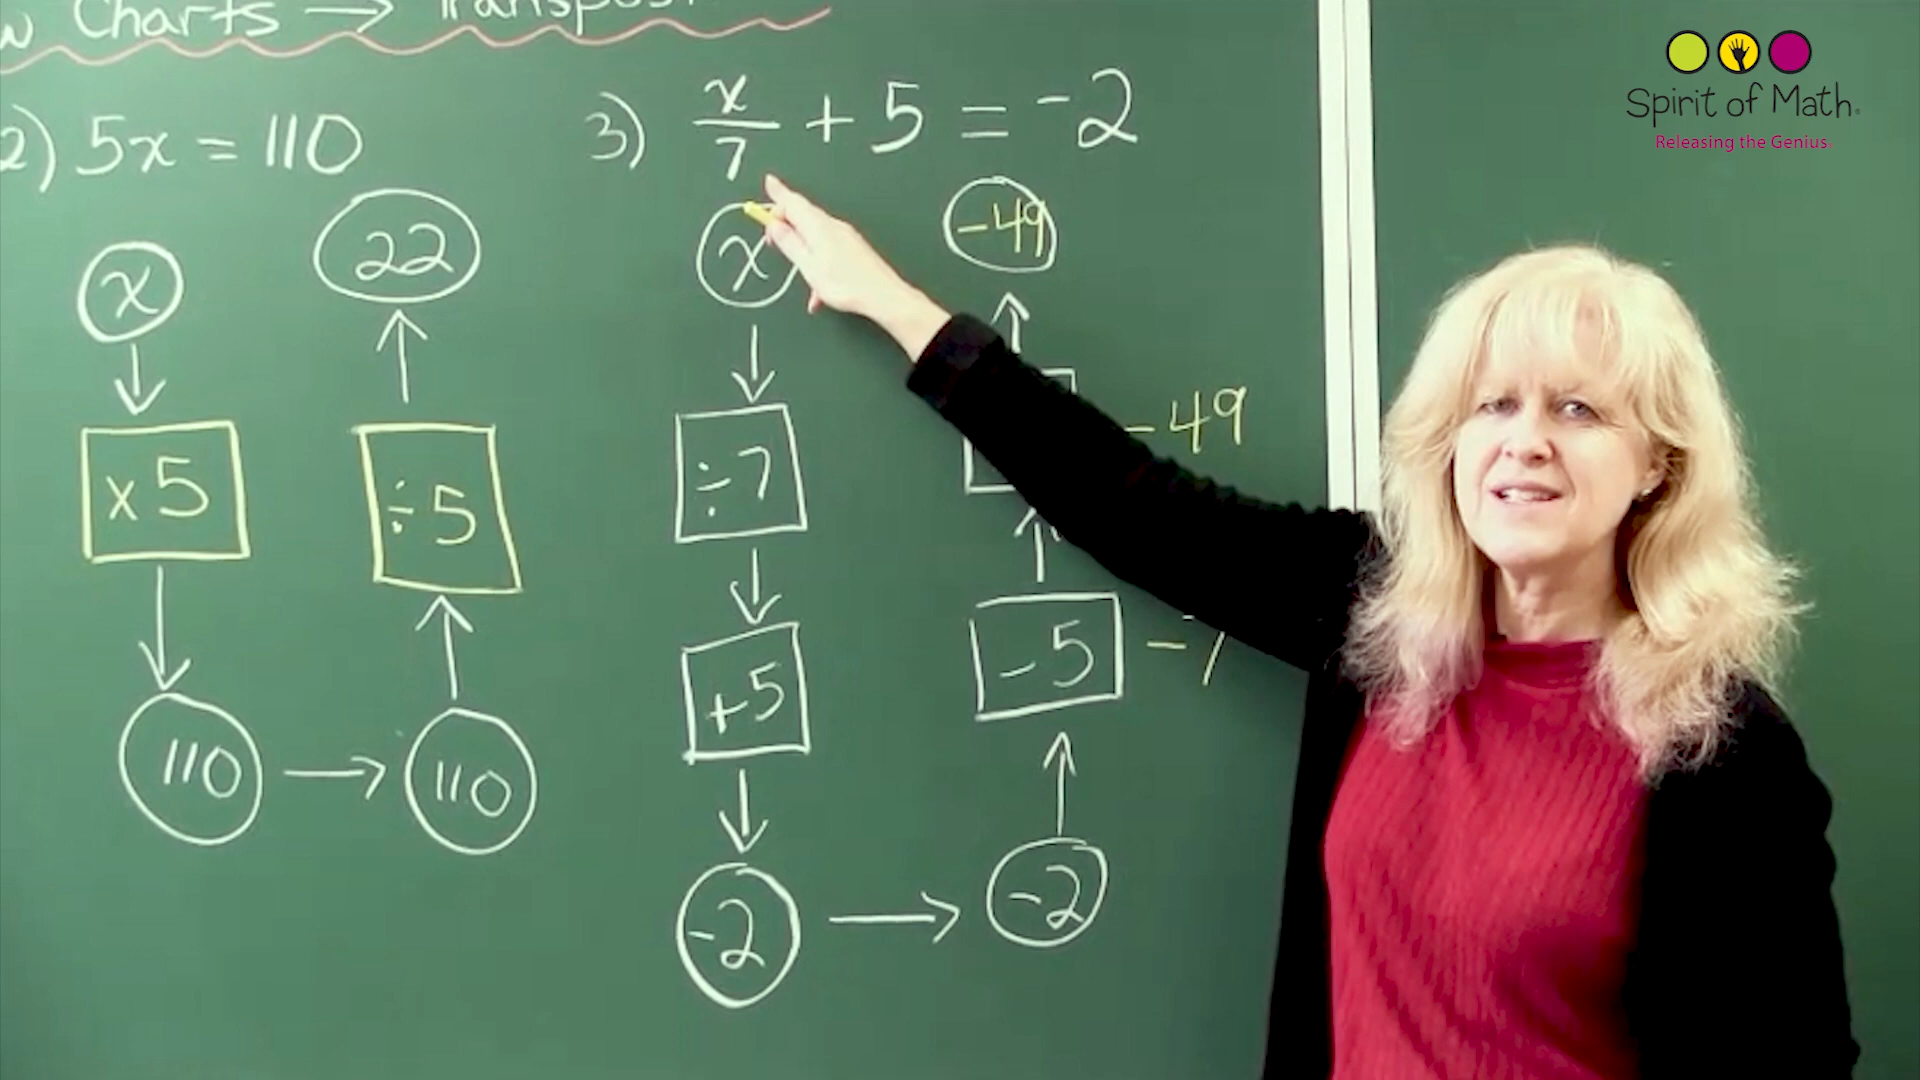 Charts →
2) 5x = 110
x
22
x 5
÷ 5
110 → 110
3) x/7 + 5 = -2
x
-49
÷ 7
-49
+5
-5
-7
-2 → -2
Spirit of Math
Releasing the Genius